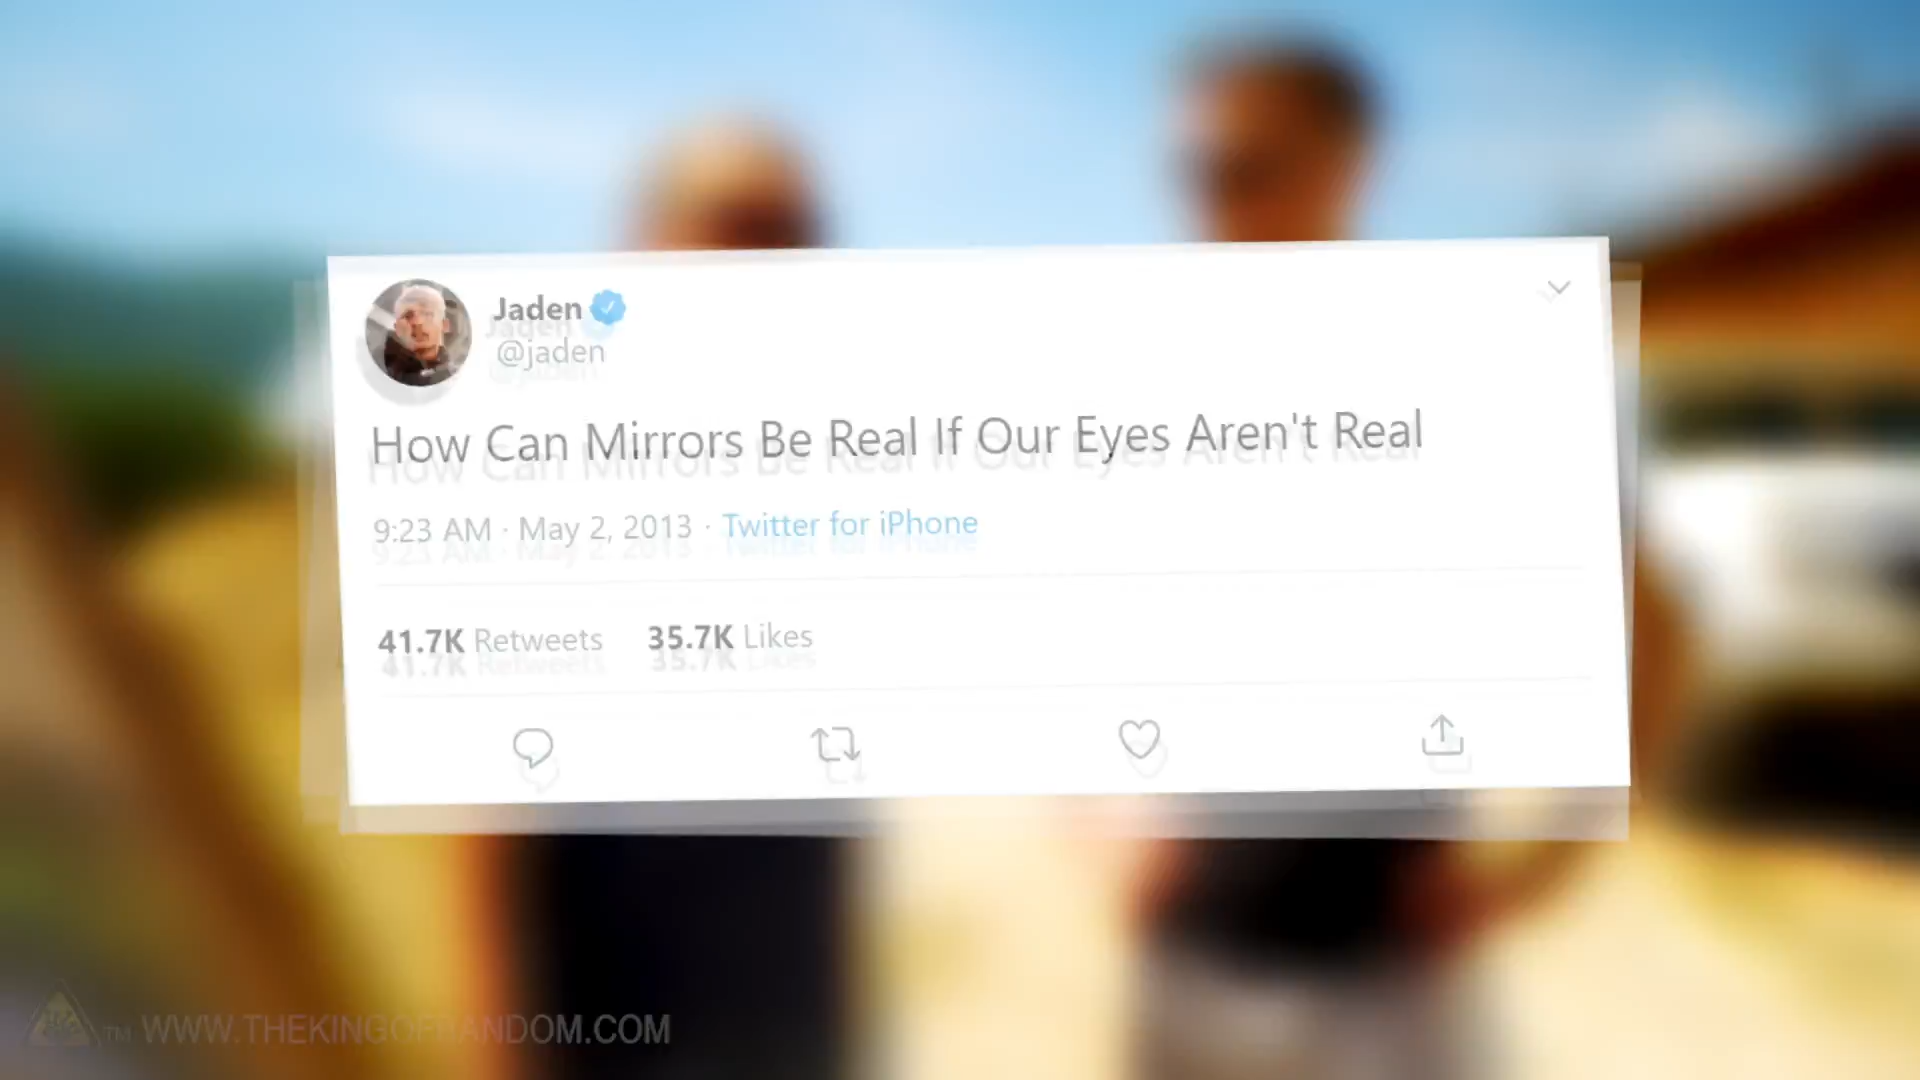 Jaden
@jaden
How Can Mirrors Be Real If Our Eyes Aren't Real
9:23 AM · May 2, 2013 · Twitter for iPhone
41.7K Retweets 35.7K Likes
™ WWW.THEKINGOFRANDOM.COM